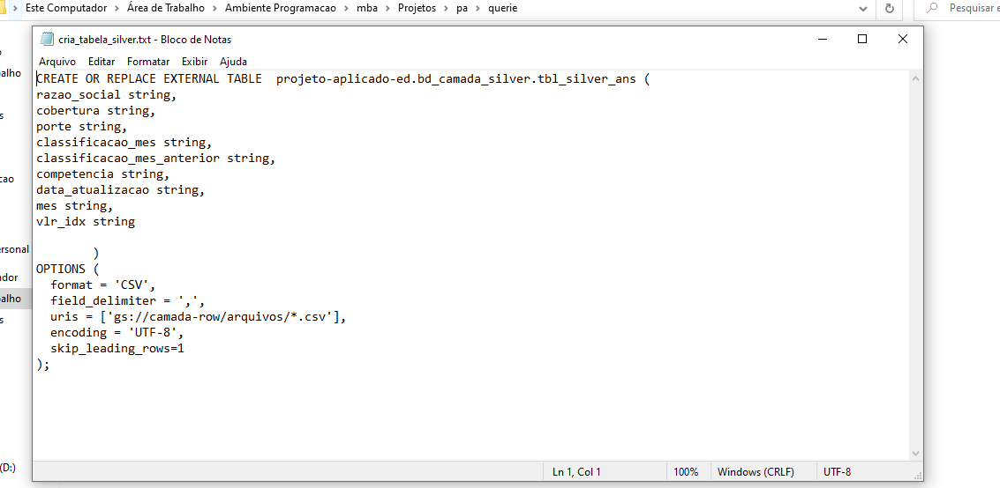 Este Computador > Área de Trabalho > Ambiente Programacao > mba > Projetos > pa > querie
Pesquisar e
cria_tabela_silver.txt - Bloco de Notas
Arquivo Editar Formatar Exibir Ajuda
CREATE OR REPLACE EXTERNAL TABLE  projeto-aplicado-ed.bd_camada_silver.tbl_silver_ans (
razao_social string,
cobertura string,
porte string,
classificacao_mes string,
classificacao_mes_anterior string,
competencia string,
data_atualizacao string,
mes string,
vlr_idx string
)
OPTIONS (
format = 'CSV',
field_delimiter = ',',
uris = ['gs://camada-row/arquivos/*.csv'],
encoding = 'UTF-8',
skip_leading_rows=1
);
alho
s
cao
ersonal
ador
alho
s
(D:)
Ln 1, Col 1 100% Windows (CRLF) UTF-8